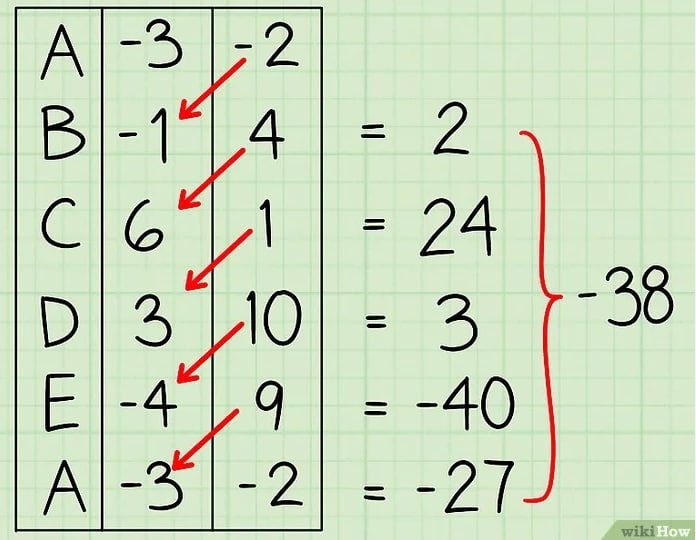 A -3 -2
B -1 4 = 2
C 6 1 = 24
D 3 10 = 3
E -4 9 = -40
A -3 -2 = -27
-38
wikiHow